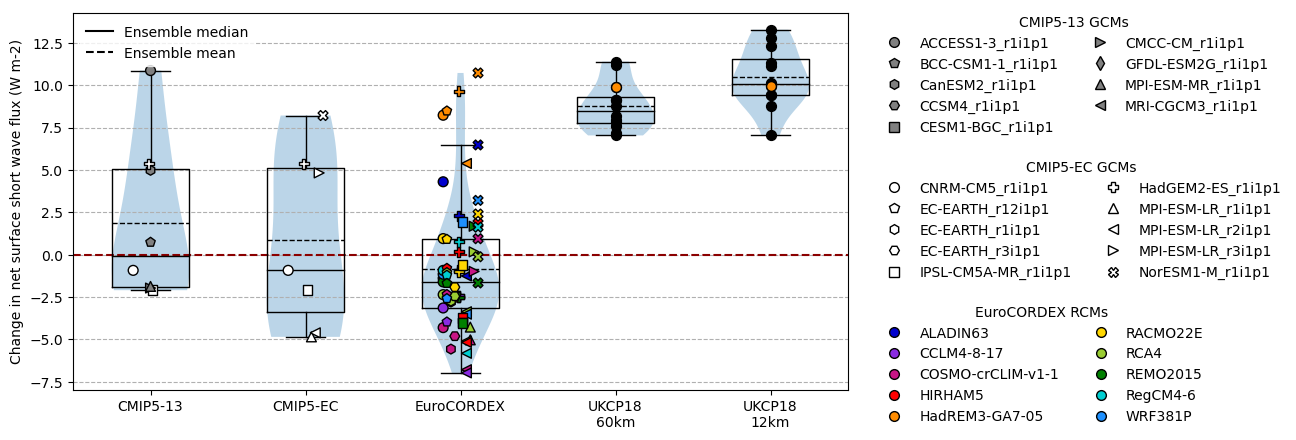 Change in net surface short wave flux (W m-2)
12.5
10.0
7.5
5.0
2.5
0.0
−2.5
−5.0
−7.5
Ensemble median
Ensemble mean
CMIP5-13
CMIP5-EC
EuroCORDEX
UKCP18
60km
UKCP18
12km
CMIP5-13 GCMs
ACCESS1-3_r1i1p1
BCC-CSM1-1_r1i1p1
CanESM2_r1i1p1
CCSM4_r1i1p1
CESM1-BGC_r1i1p1
CMCC-CM_r1i1p1
GFDL-ESM2G_r1i1p1
MPI-ESM-MR_r1i1p1
MRI-CGCM3_r1i1p1
CMIP5-EC GCMs
CNRM-CM5_r1i1p1
EC-EARTH_r12i1p1
EC-EARTH_r1i1p1
EC-EARTH_r3i1p1
IPSL-CM5A-MR_r1i1p1
HadGEM2-ES_r1i1p1
MPI-ESM-LR_r1i1p1
MPI-ESM-LR_r2i1p1
MPI-ESM-LR_r3i1p1
NorESM1-M_r1i1p1
EuroCORDEX RCMs
ALADIN63
CCLM4-8-17
COSMO-crCLIM-v1-1
HIRHAM5
HadREM3-GA7-05
RACMO22E
RCA4
REMO2015
RegCM4-6
WRF381P